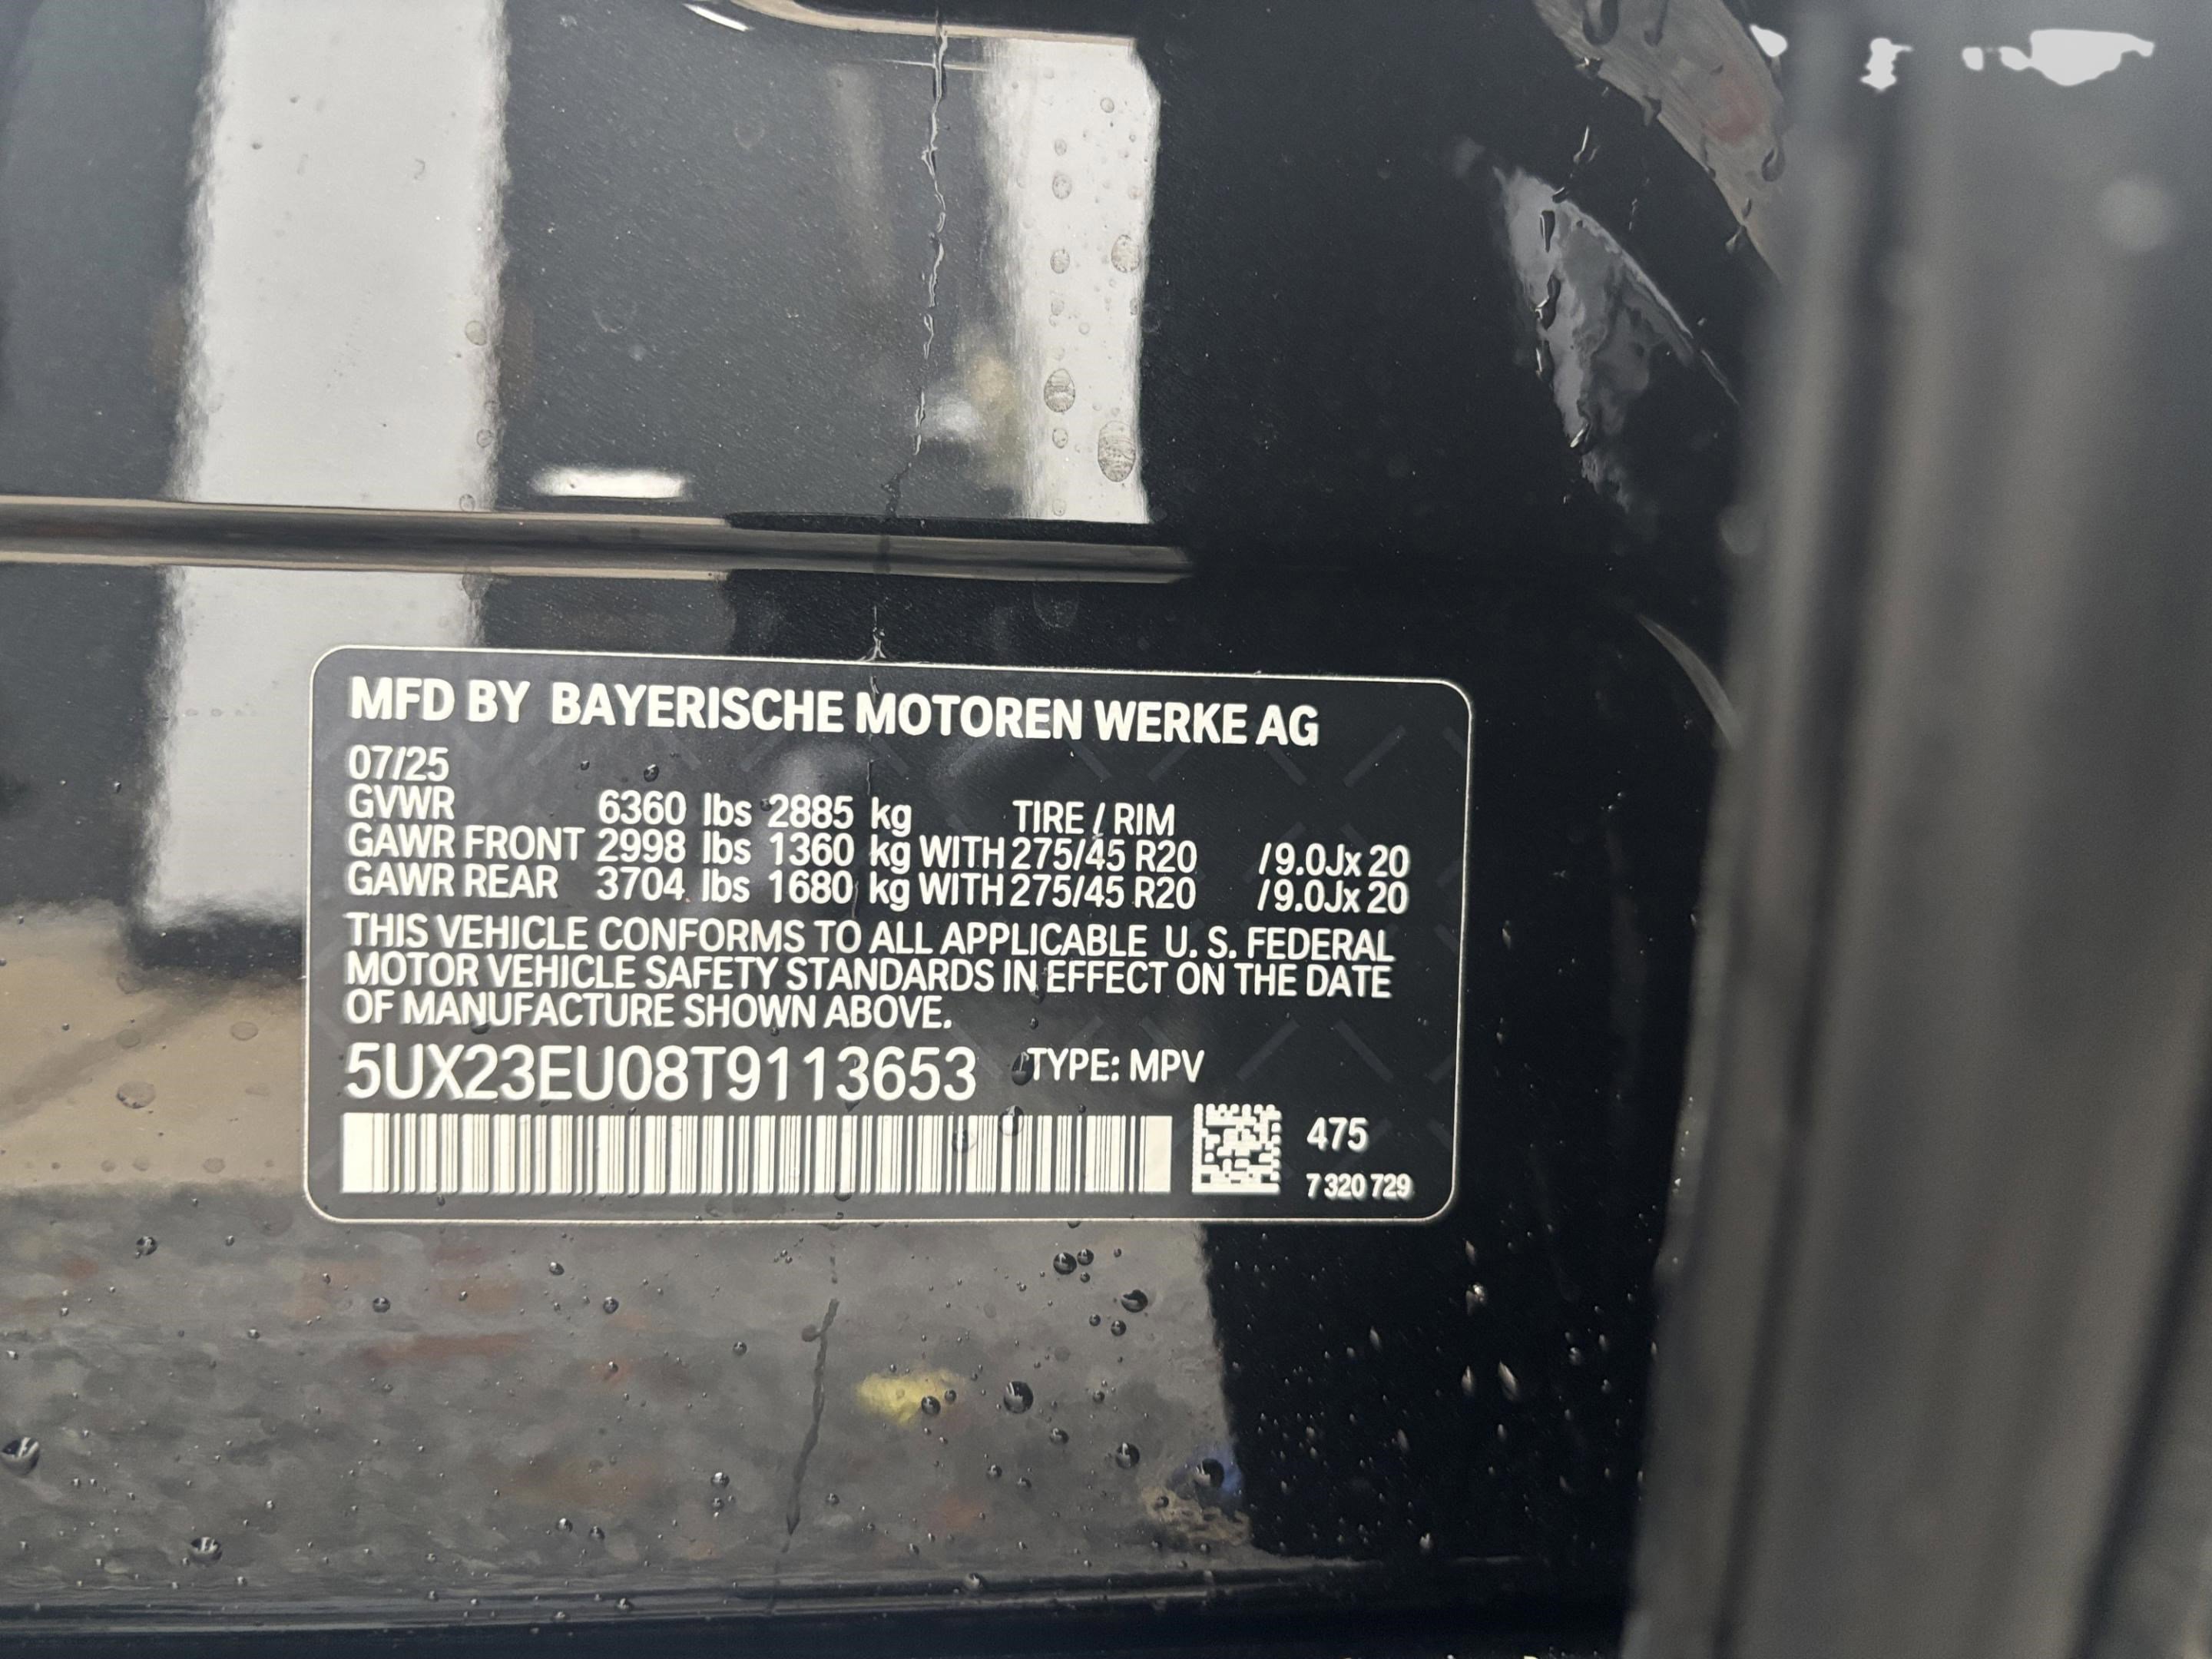 MFD BY BAYERISCHE MOTOREN WERKE AG
07/25
GVWR 6360 lbs 2885 kg TIRE / RIM
GAWR FRONT 2998 lbs 1360 kg WITH 275/45 R20 /9.0Jx 20
GAWR REAR 3704 lbs 1680 kg WITH 275/45 R20 /9.0Jx 20
THIS VEHICLE CONFORMS TO ALL APPLICABLE U. S. FEDERAL
MOTOR VEHICLE SAFETY STANDARDS IN EFFECT ON THE DATE
OF MANUFACTURE SHOWN ABOVE.
5UX23EU08T9113653 TYPE: MPV
475
7 320 729